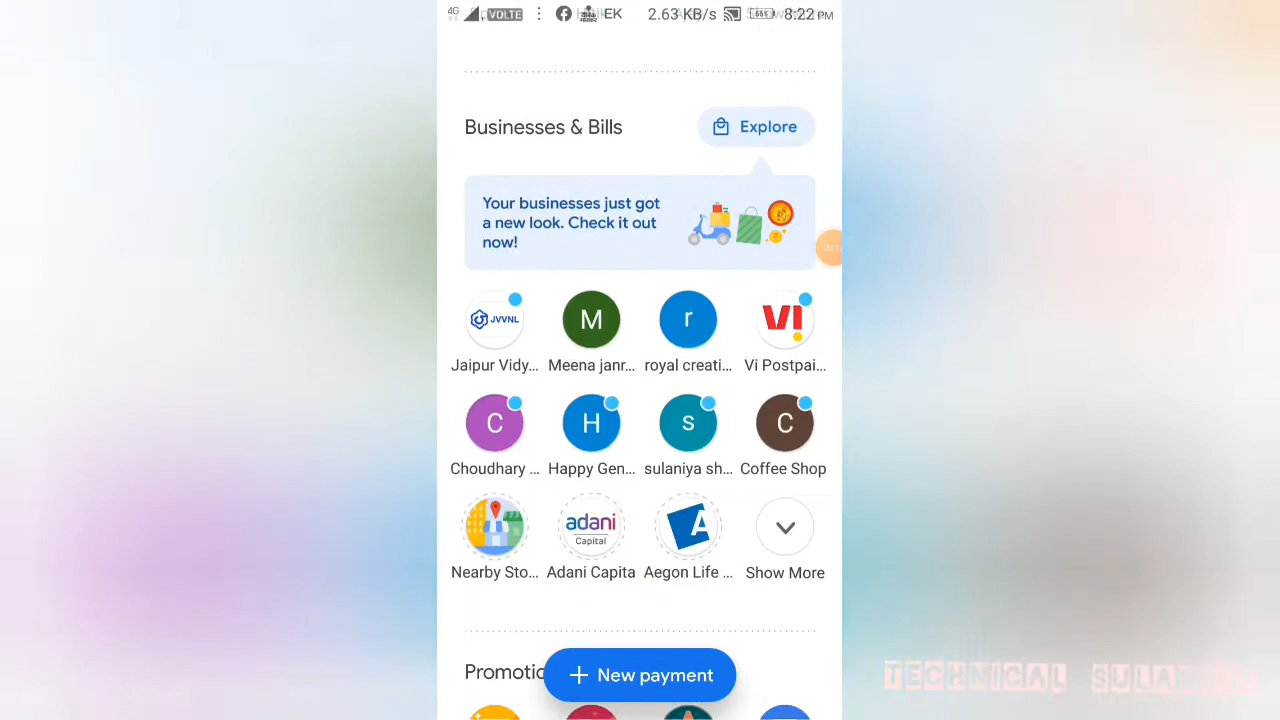 4G VOLTE EK 2.63 KB/s 66% 8:22 PM
Businesses & Bills
Explore
Your businesses just got
a new look. Check it out
now!
JVVNL M r VI
Jaipur Vidy... Meena janr... royal creati... Vi Postpai...
C H s C
Choudhary ... Happy Gen... sulaniya sh... Coffee Shop
adani
Capital
A
Nearby Sto... Adani Capita Aegon Life ... Show More
Promotio
+ New payment
TECHNICAL